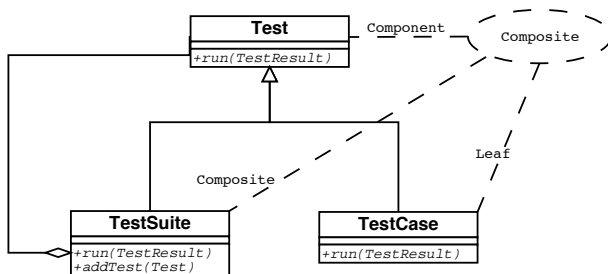 Test
+run(TestResult)
Component
Composite
Composite
Leaf
TestSuite
+run(TestResult)
+addTest(Test)
TestCase
+run(TestResult)